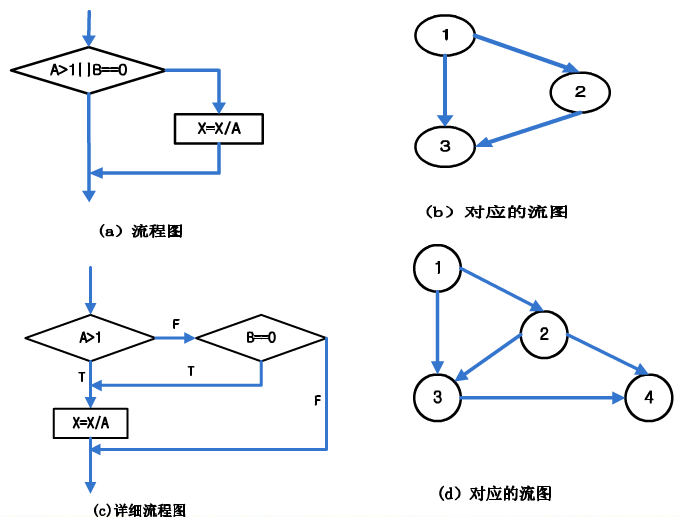 A>1||B==0
X=X/A
(a) 流程图
1
2
3
(b) 对应的流图
A>1
F
B==0
T
T
F
X=X/A
(c)详细流程图
1
2
3
4
(d) 对应的流图